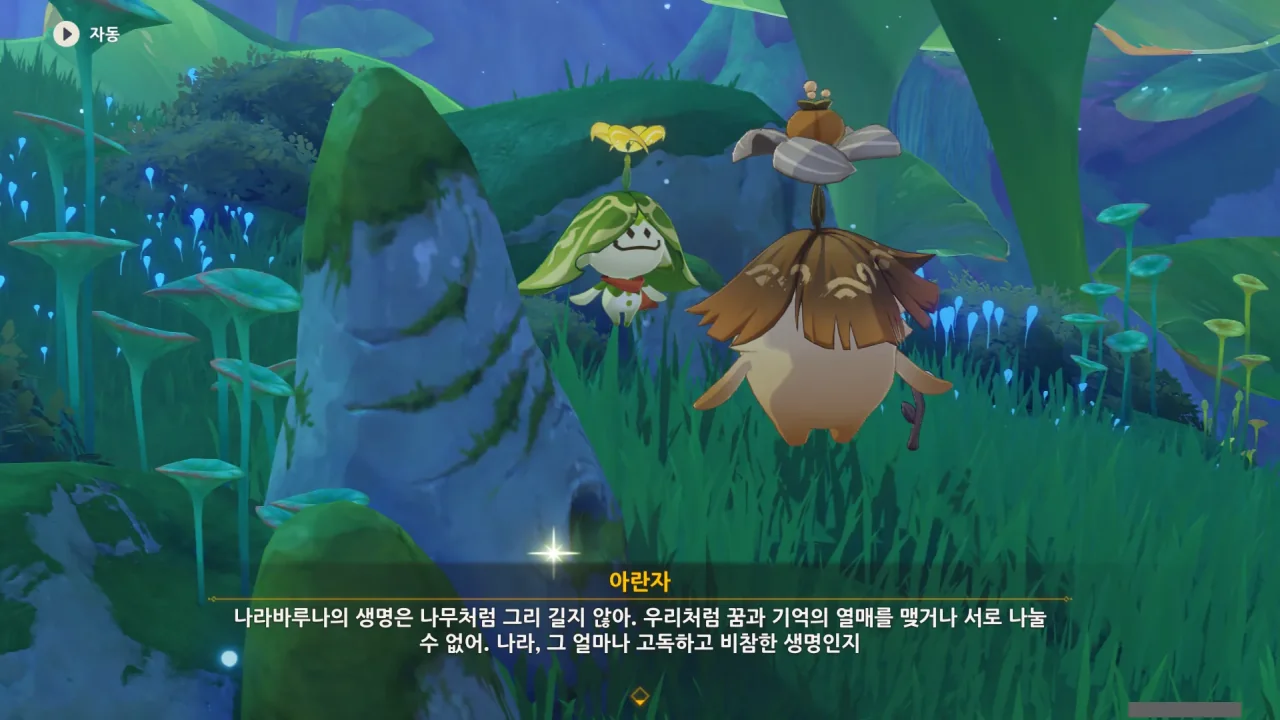 자동
아란자
나라바루나의 생명은 나무처럼 그리 길지 않아. 우리처럼 꿈과 기억의 열매를 맺거나 서로 나눌
수 없어. 나라, 그 얼마나 고독하고 비참한 생명인지